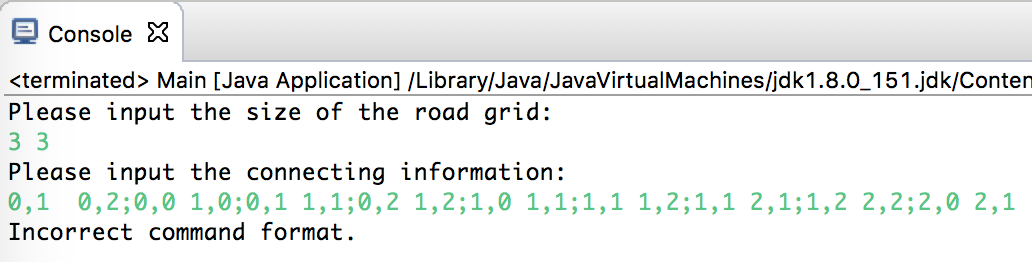 Console
<terminated> Main [Java Application] /Library/Java/JavaVirtualMachines/jdk1.8.0_151.jdk/Conten
Please input the size of the road grid:
3 3
Please input the connecting information:
0,1  0,2;0,0 1,0;0,1 1,1;0,2 1,2;1,0 1,1;1,1 1,2;1,1 2,1;1,2 2,2;2,0 2,1
Incorrect command format.